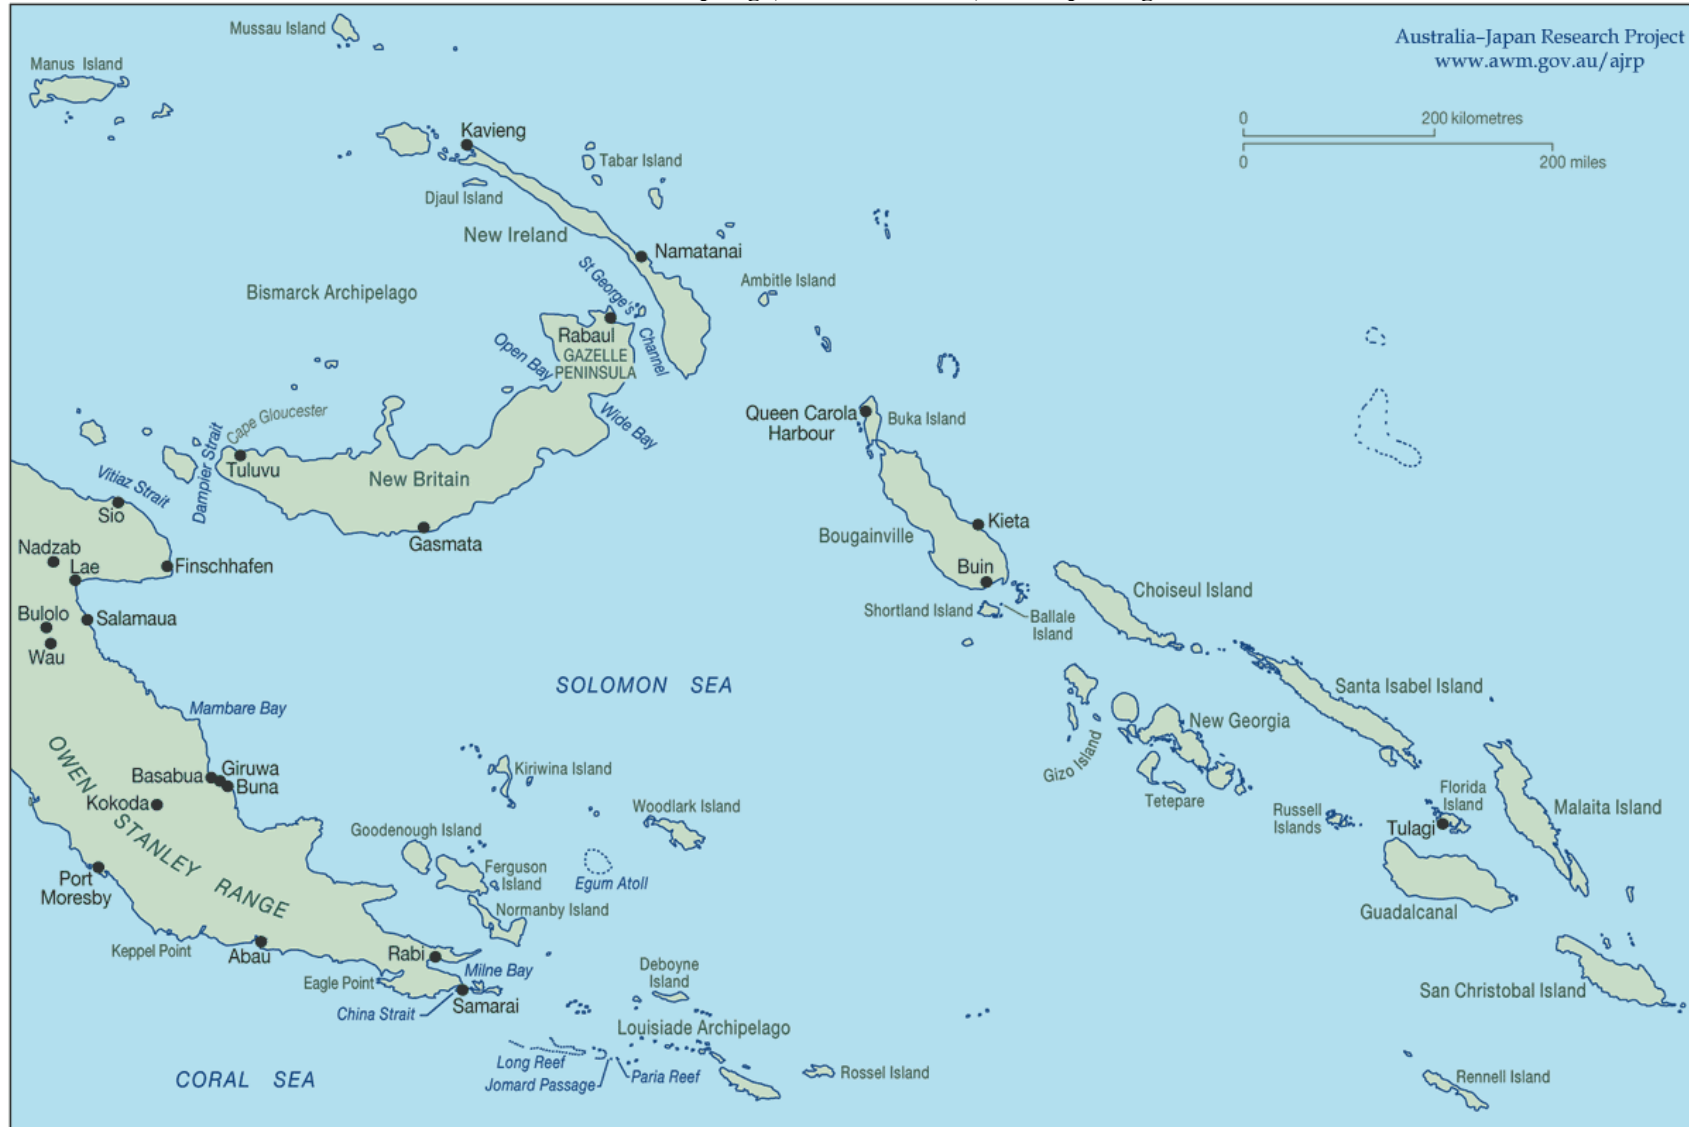 Australia–Japan Research Project
www.awm.gov.au/ajrp
Mussau Island
Manus Island
0
200 kilometres
0
200 miles
Kavieng
Tabar Island
Djaul Island
New Ireland
Namatanai
St George's
Channel
Ambitle Island
Bismarck Archipelago
Rabaul
GAZELLE
PENINSULA
Open Bay
Wide Bay
Cape Gloucester
Queen Carola
Harbour
Buka Island
Dampier Strait
Vitiaz Strait
Tuluvu
New Britain
Sio
Gasmata
Kieta
Bougainville
Nadzab
Lae
Finschhafen
Buin
Choiseul Island
Bulolo
Salamaua
Shortland Island
Ballale
Island
Wau
SOLOMON SEA
Santa Isabel Island
Mambare Bay
New Georgia
Gizo Island
OWEN STANLEY RANGE
Basabua
Giruwa
Buna
Kiriwina Island
Kokoda
Woodlark Island
Tetepare
Russell
Islands
Florida
Island
Malaita Island
Tulagi
Goodenough Island
Ferguson
Island
Egum Atoll
Port
Moresby
Normanby Island
Guadalcanal
Keppel Point
Abau
Rabi
Milne Bay
Eagle Point
Samarai
China Strait
Deboyne
Island
San Christobal Island
Louisiade Archipelago
Long Reef
Jomard Passage
Paria Reef
Rossel Island
Rennell Island
CORAL SEA